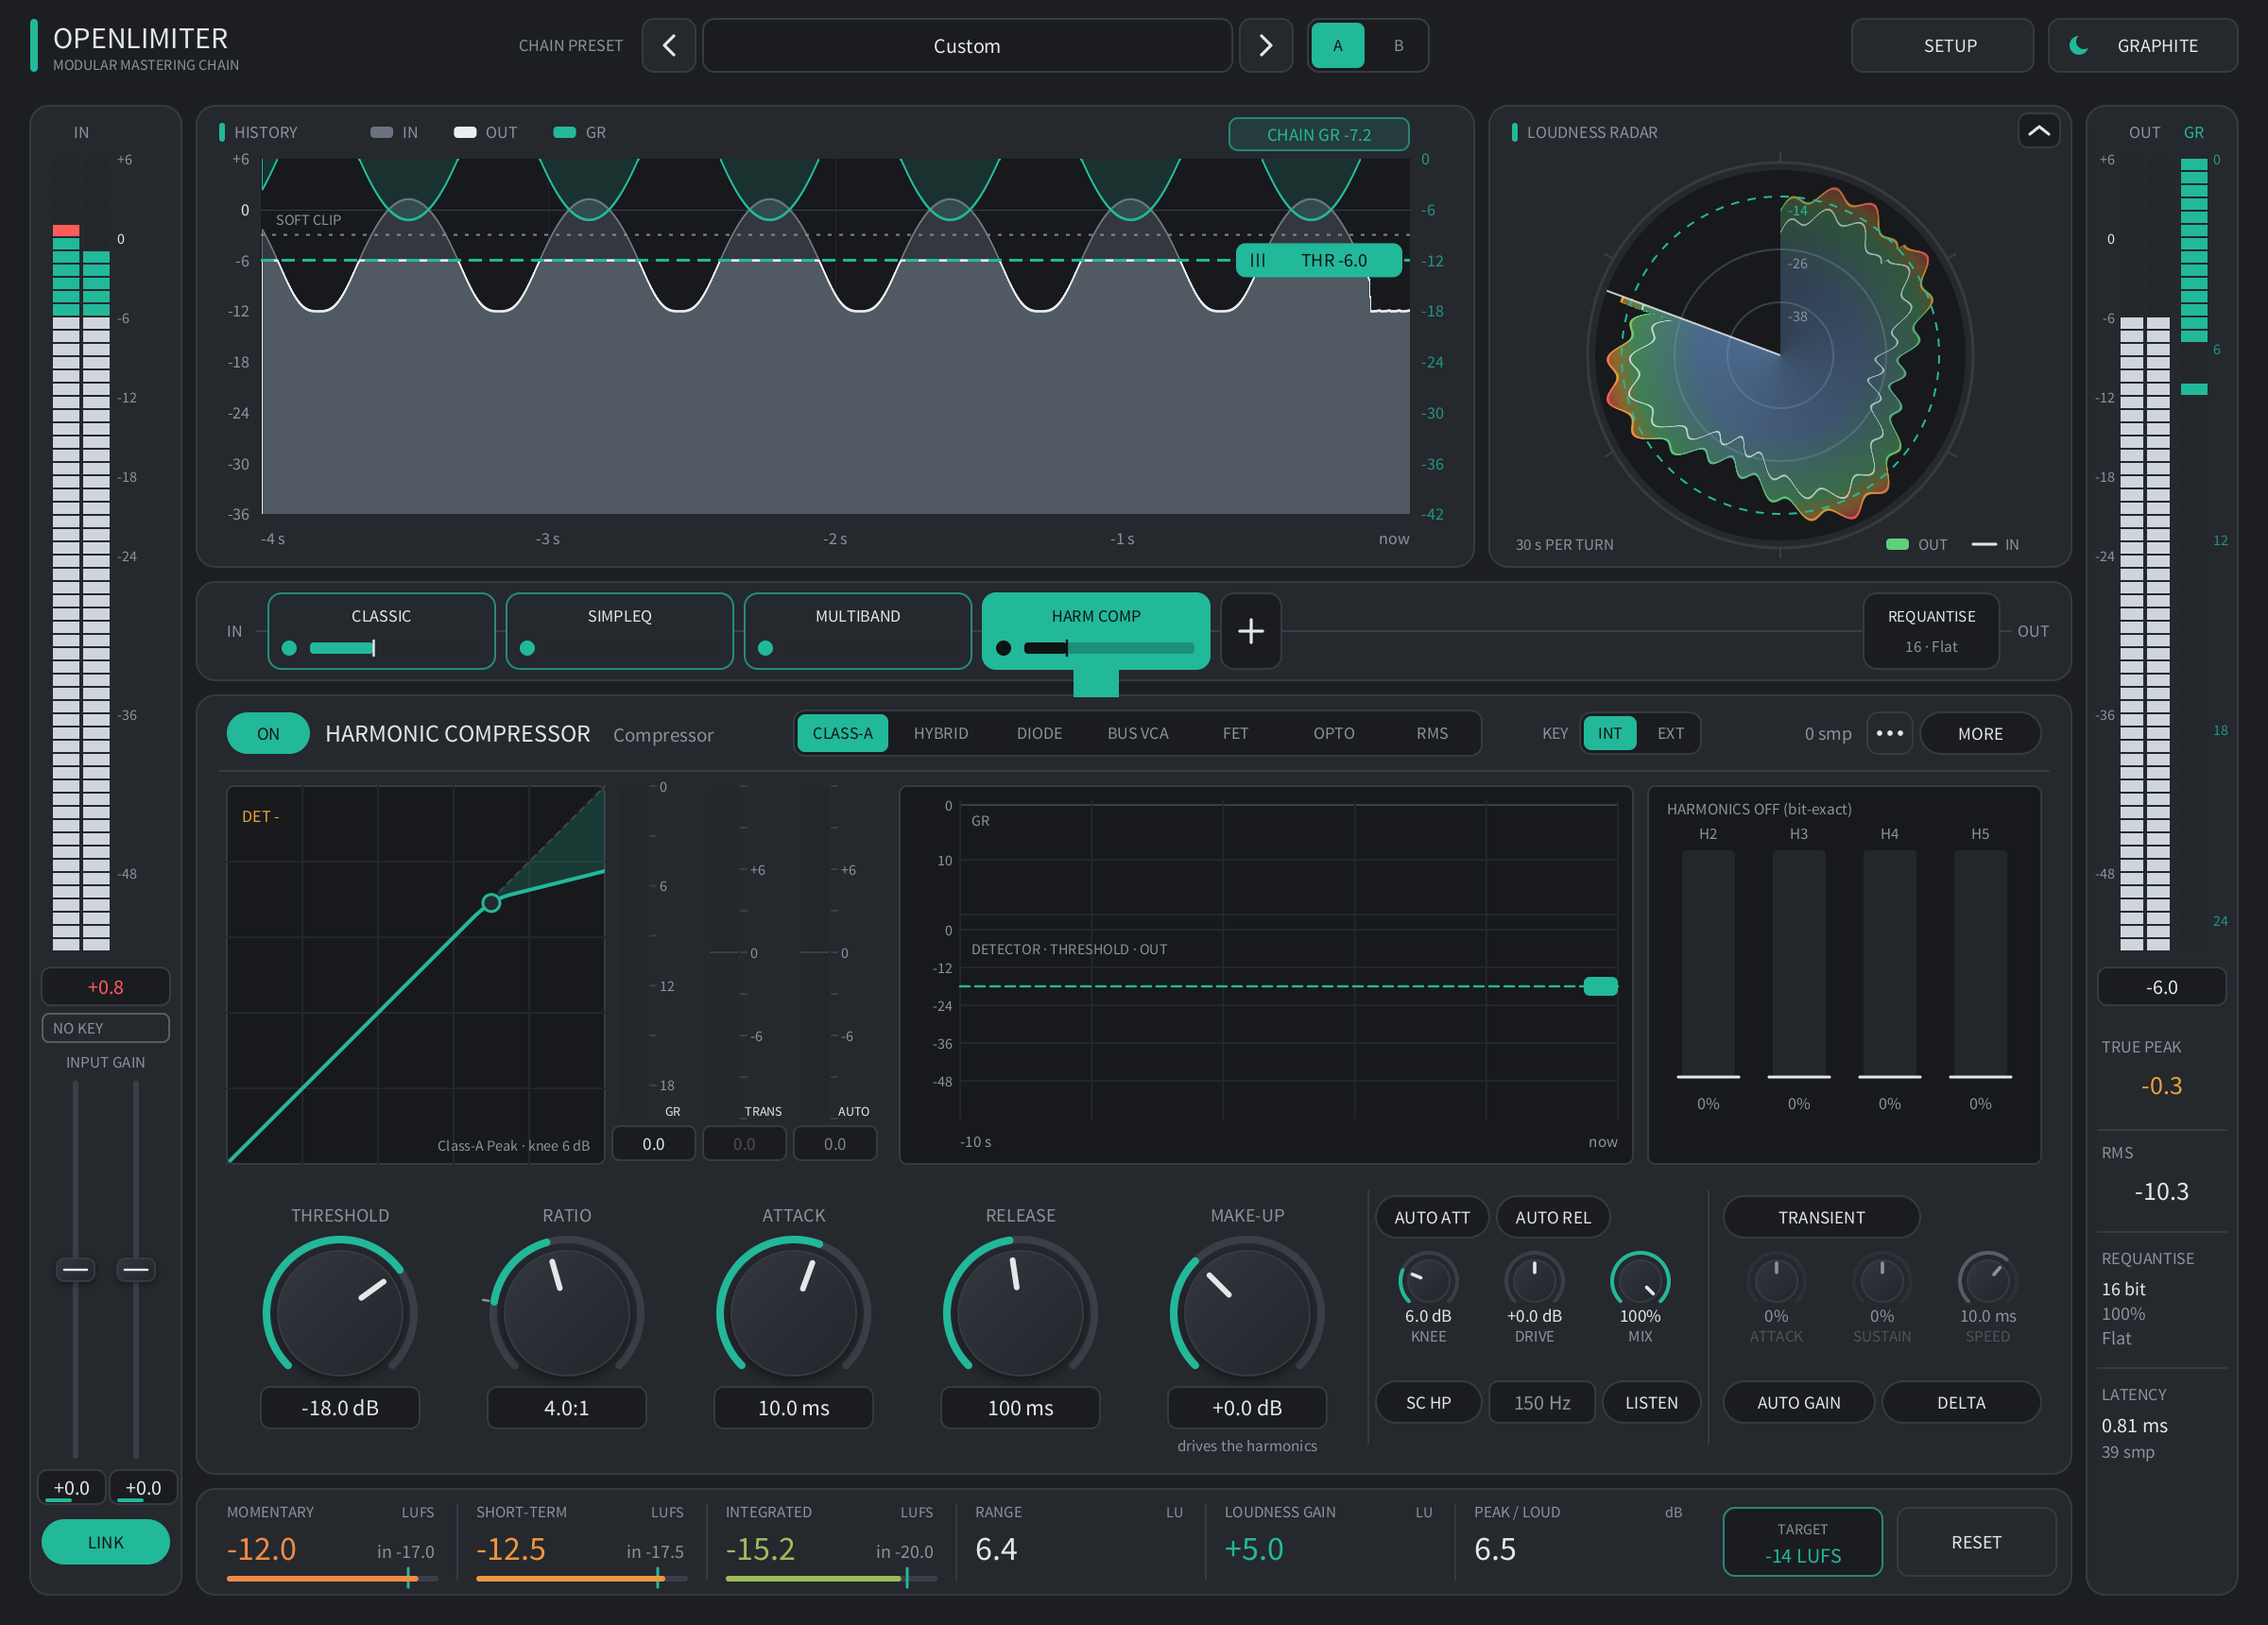 OPENLIMITER
MODULAR MASTERING CHAIN
CHAIN PRESET
Custom
A
B
SETUP
GRAPHITE
IN
+6
0
-6
-12
-18
-24
-36
-48
+0.8
NO KEY
INPUT GAIN
+0.0
+0.0
LINK
HISTORY
IN
OUT
GR
CHAIN GR -7.2
+6
0
-6
-12
-18
-24
-30
-36
SOFT CLIP
THR -6.0
0
-6
-12
-18
-24
-30
-36
-42
-4 s
-3 s
-2 s
-1 s
now
LOUDNESS RADAR
-14
-26
-38
30 s PER TURN
OUT
IN
IN
CLASSIC
SIMPLEQ
MULTIBAND
HARM COMP
REQUANTISE
16 · Flat
OUT
ON
HARMONIC COMPRESSOR
Compressor
CLASS-A
HYBRID
DIODE
BUS VCA
FET
OPTO
RMS
KEY
INT
EXT
0 smp
MORE
DET -
Class-A Peak · knee 6 dB
0
6
12
18
GR
0.0
+6
0
-6
TRANS
0.0
+6
0
-6
AUTO
0.0
0
GR
10
0
DETECTOR · THRESHOLD · OUT
-12
-24
-36
-48
-10 s
now
HARMONICS OFF (bit-exact)
H2
H3
H4
H5
0%
0%
0%
0%
THRESHOLD
-18.0 dB
RATIO
4.0:1
ATTACK
10.0 ms
RELEASE
100 ms
MAKE-UP
+0.0 dB
drives the harmonics
AUTO ATT
AUTO REL
6.0 dB
KNEE
+0.0 dB
DRIVE
100%
MIX
SC HP
150 Hz
LISTEN
TRANSIENT
0%
ATTACK
0%
SUSTAIN
10.0 ms
SPEED
AUTO GAIN
DELTA
MOMENTARY
LUFS
-12.0
in -17.0
SHORT-TERM
LUFS
-12.5
in -17.5
INTEGRATED
LUFS
-15.2
in -20.0
RANGE
LU
6.4
LOUDNESS GAIN
LU
+5.0
PEAK / LOUD
dB
6.5
TARGET
-14 LUFS
RESET
OUT
GR
+6
0
-6
-12
-18
-24
-36
-48
0
6
12
18
24
-6.0
TRUE PEAK
-0.3
RMS
-10.3
REQUANTISE
16 bit
100%
Flat
LATENCY
0.81 ms
39 smp